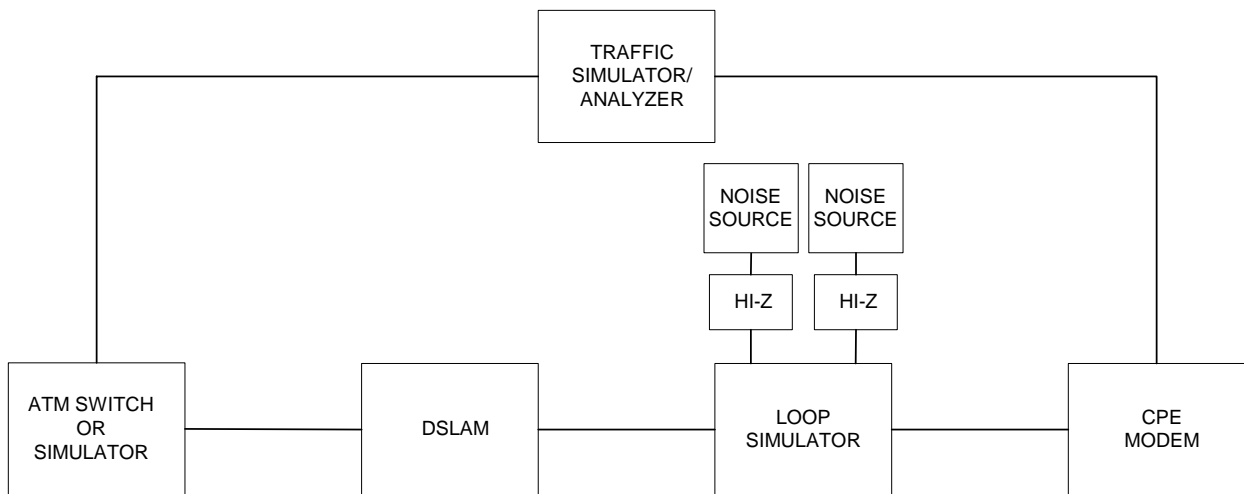 TRAFFIC
SIMULATOR/
ANALYZER
NOISE
SOURCE
NOISE
SOURCE
HI-Z
HI-Z
ATM SWITCH
OR
SIMULATOR
DSLAM
LOOP
SIMULATOR
CPE
MODEM